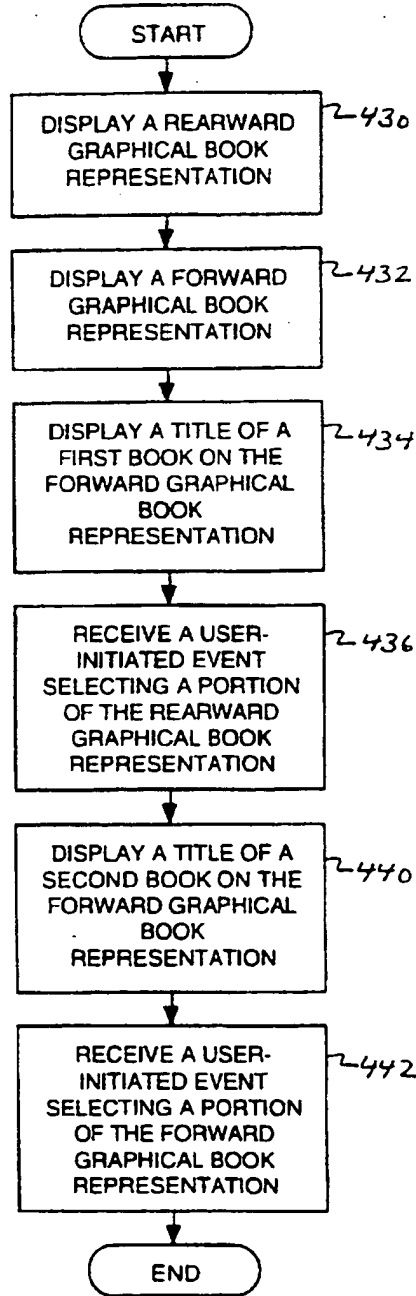 START
DISPLAY A REARWARD
GRAPHICAL BOOK
REPRESENTATION
430
DISPLAY A FORWARD
GRAPHICAL BOOK
REPRESENTATION
432
DISPLAY A TITLE OF A
FIRST BOOK ON THE
FORWARD GRAPHICAL
BOOK
REPRESENTATION
434
RECEIVE A USER-
INITIATED EVENT
SELECTING A PORTION
OF THE REARWARD
GRAPHICAL BOOK
REPRESENTATION
436
DISPLAY A TITLE OF A
SECOND BOOK ON THE
FORWARD GRAPHICAL
BOOK
REPRESENTATION
440
RECEIVE A USER-
INITIATED EVENT
SELECTING A PORTION
OF THE FORWARD
GRAPHICAL BOOK
REPRESENTATION
442
END